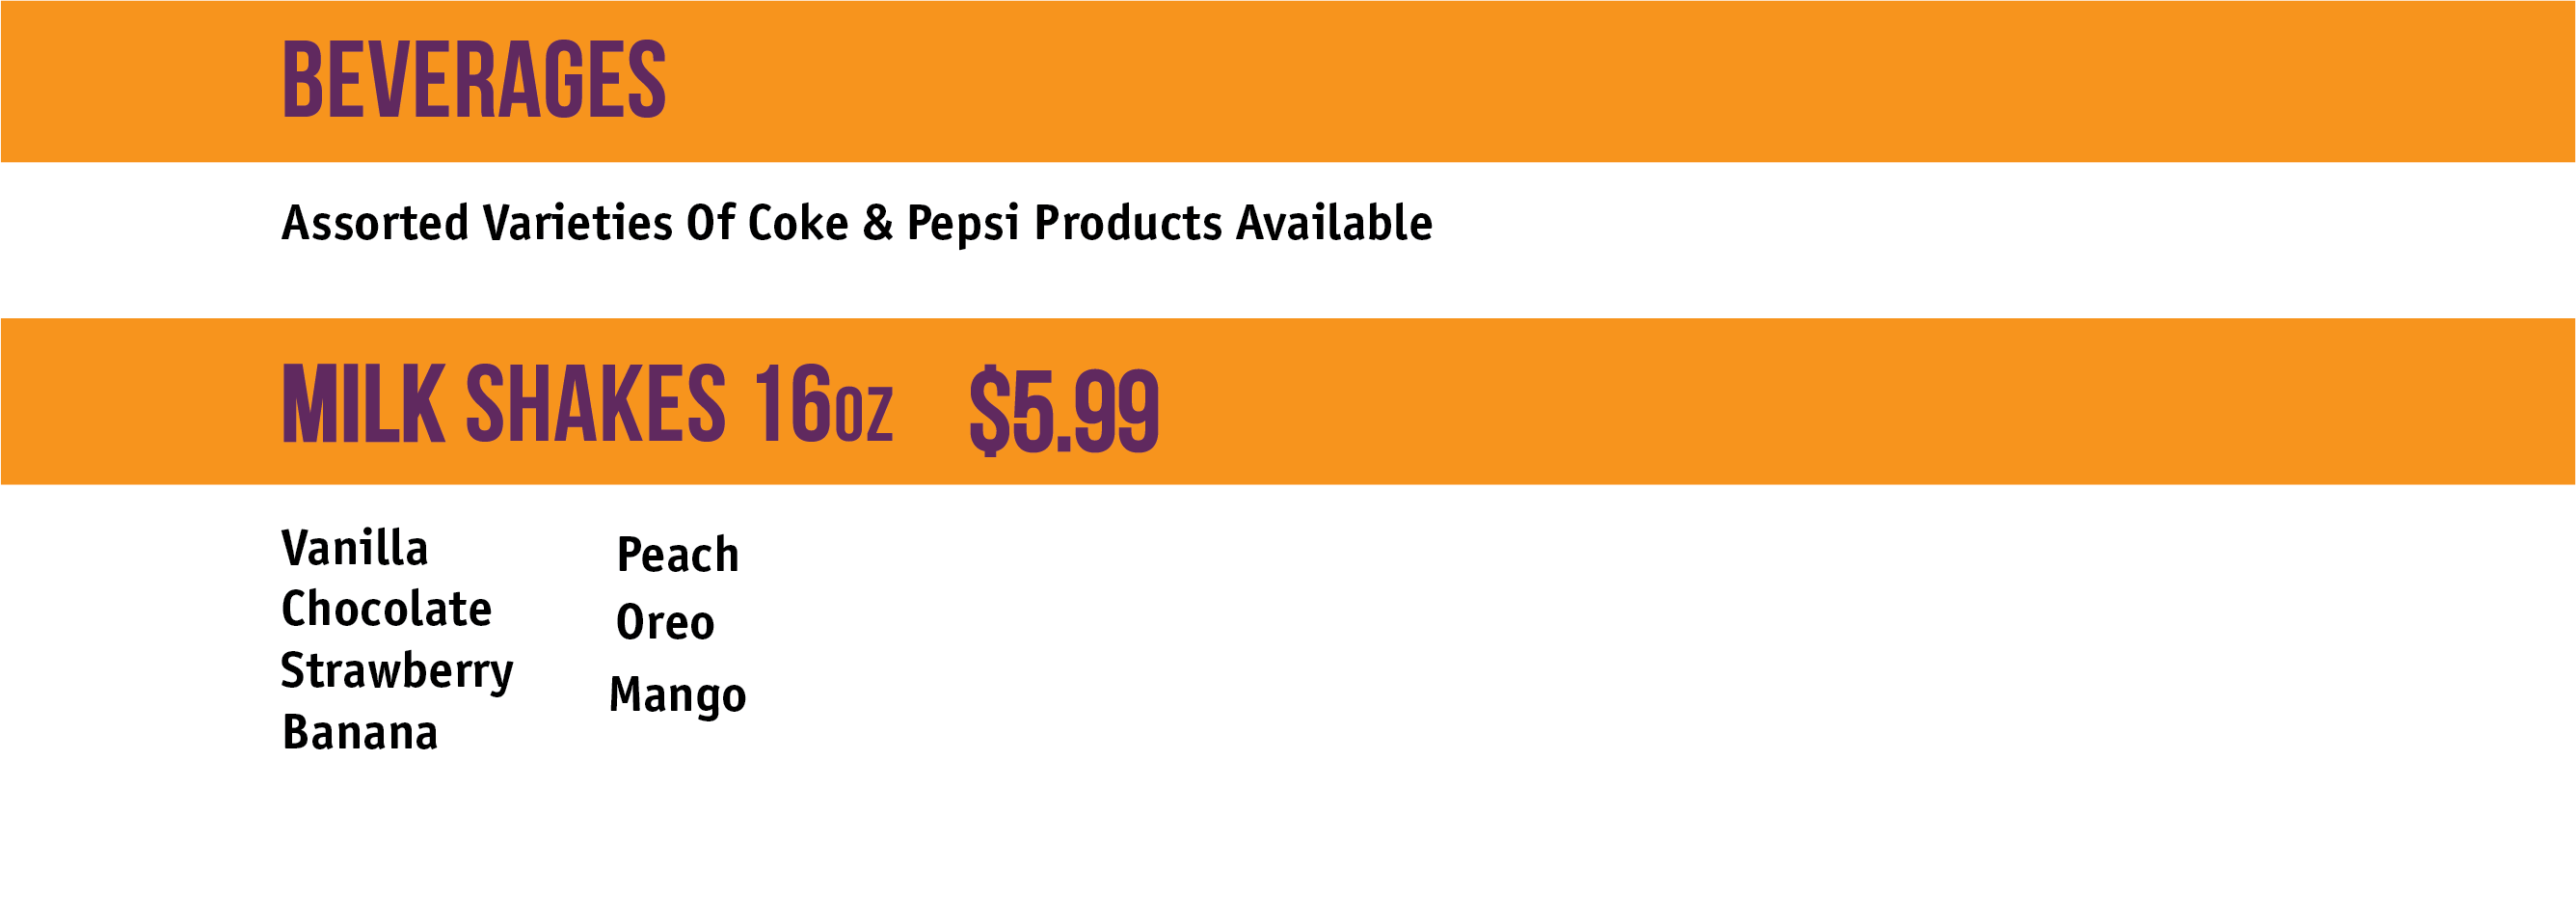 BEVERAGES
Assorted Varieties Of Coke & Pepsi Products Available
MILK SHAKES 16OZ $5.99
Vanilla
Chocolate
Strawberry
Banana
Peach
Oreo
Mango